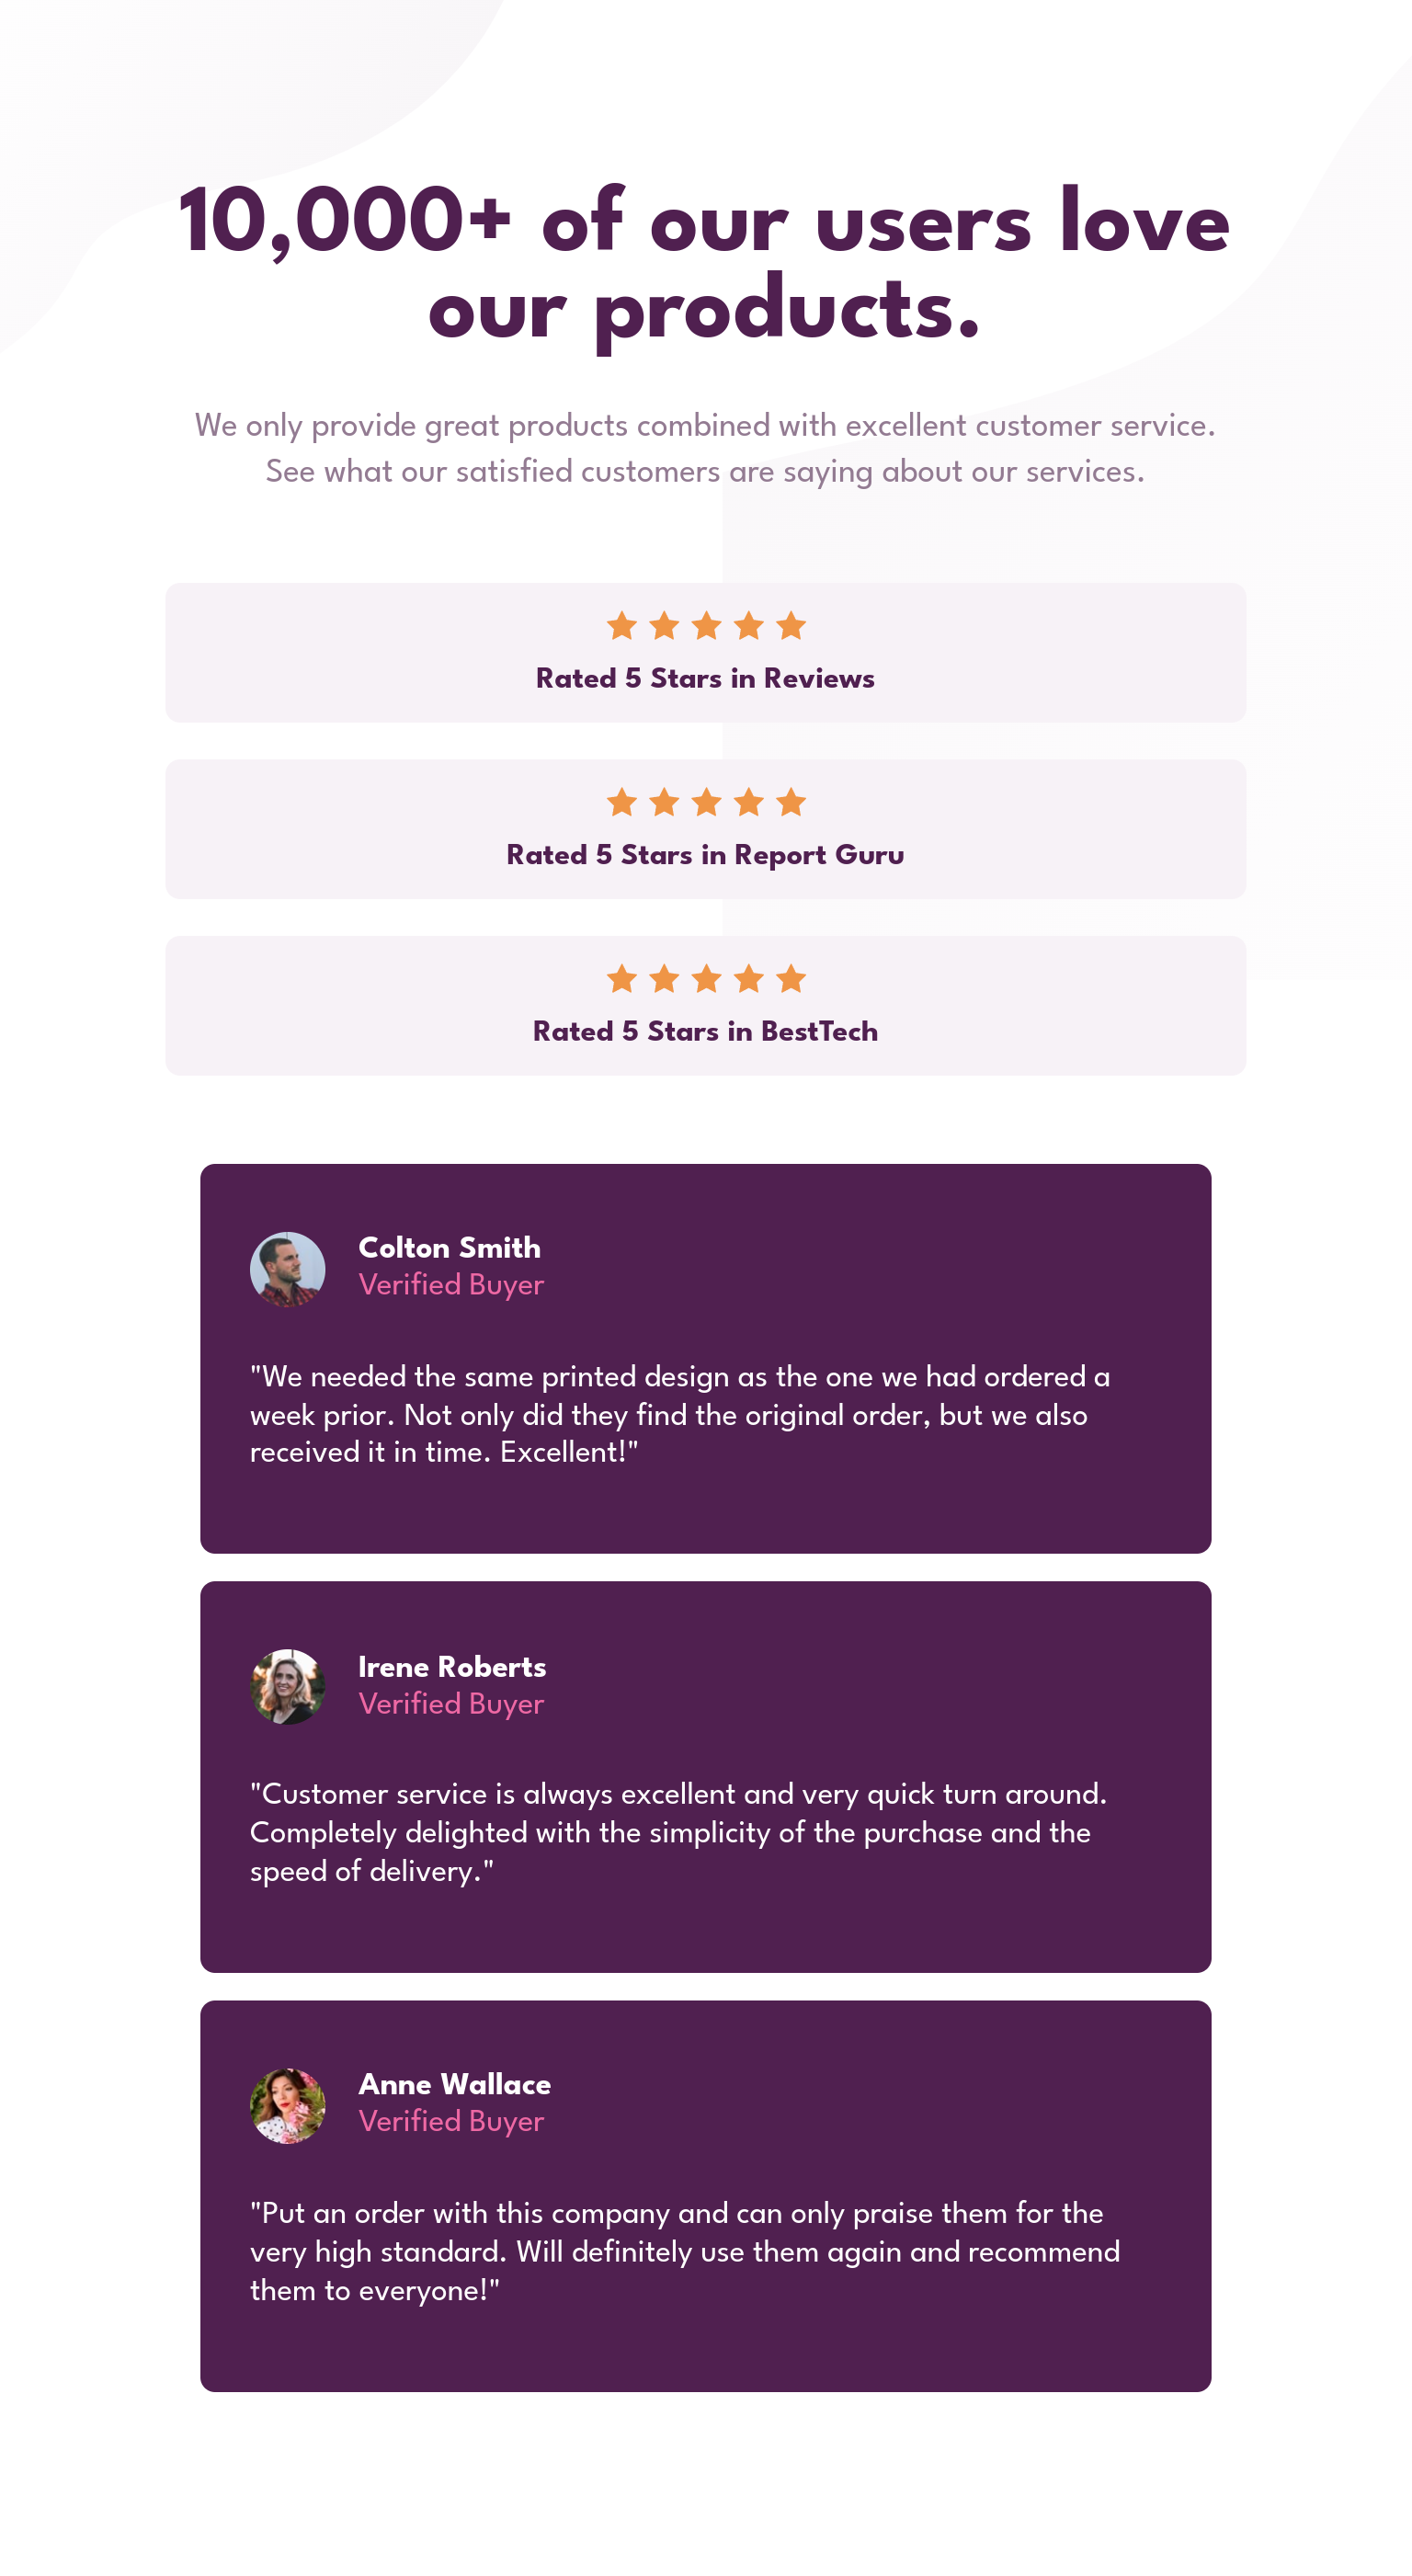 10,000+ of our users love
our products.
We only provide great products combined with excellent customer service.
See what our satisfied customers are saying about our services.
Rated 5 Stars in Reviews
Rated 5 Stars in Report Guru
Rated 5 Stars in BestTech
Colton Smith
Verified Buyer
"We needed the same printed design as the one we had ordered a
week prior. Not only did they find the original order, but we also
received it in time. Excellent!"
Irene Roberts
Verified Buyer
"Customer service is always excellent and very quick turn around.
Completely delighted with the simplicity of the purchase and the
speed of delivery."
Anne Wallace
Verified Buyer
"Put an order with this company and can only praise them for the
very high standard. Will definitely use them again and recommend
them to everyone!"